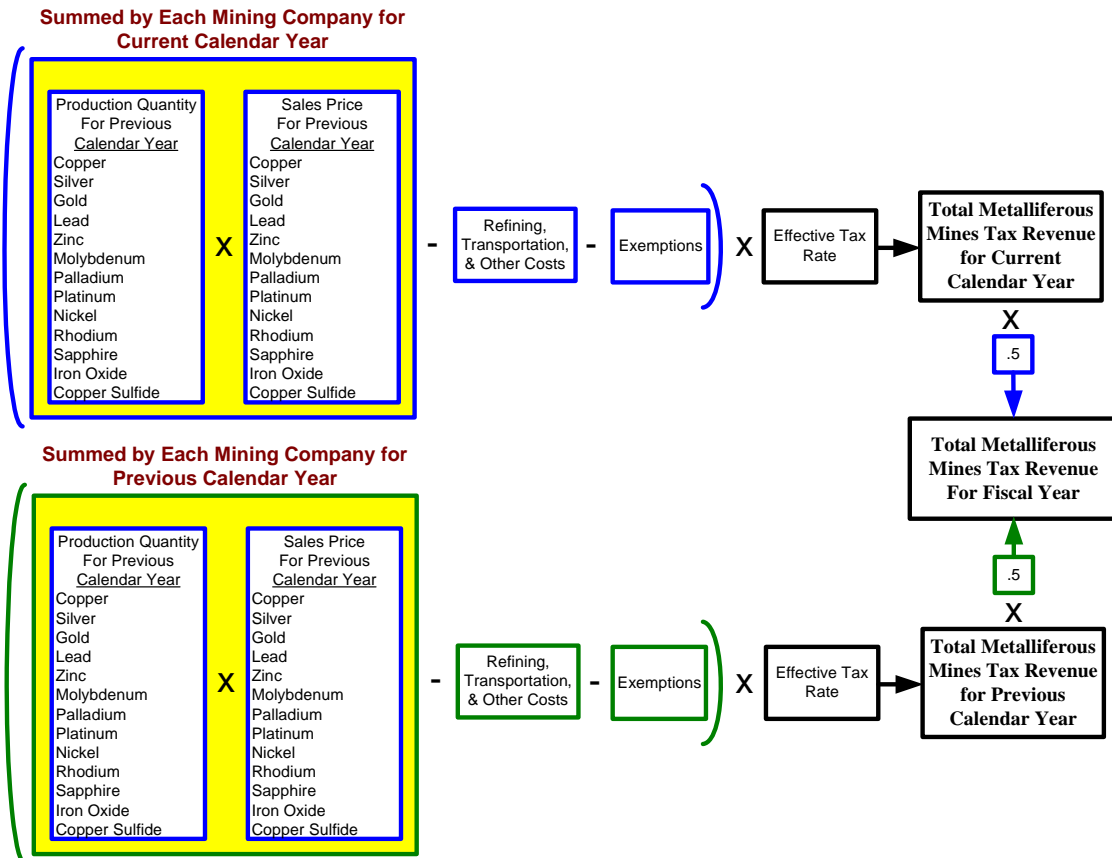 Summed by Each Mining Company for
Current Calendar Year
Production Quantity
For Previous
Calendar Year
Copper
Silver
Gold
Lead
Zinc
Molybdenum
Palladium
Platinum
Nickel
Rhodium
Sapphire
Iron Oxide
Copper Sulfide
X
Sales Price
For Previous
Calendar Year
Copper
Silver
Gold
Lead
Zinc
Molybdenum
Palladium
Platinum
Nickel
Rhodium
Sapphire
Iron Oxide
Copper Sulfide
-
Refining,
Transportation,
& Other Costs
-
Exemptions
X
Effective Tax
Rate
Total Metalliferous
Mines Tax Revenue
for Current
Calendar Year
X
.5
Total Metalliferous
Mines Tax Revenue
For Fiscal Year
Summed by Each Mining Company for
Previous Calendar Year
Production Quantity
For Previous
Calendar Year
Copper
Silver
Gold
Lead
Zinc
Molybdenum
Palladium
Platinum
Nickel
Rhodium
Sapphire
Iron Oxide
Copper Sulfide
X
Sales Price
For Previous
Calendar Year
Copper
Silver
Gold
Lead
Zinc
Molybdenum
Palladium
Platinum
Nickel
Rhodium
Sapphire
Iron Oxide
Copper Sulfide
-
Refining,
Transportation,
& Other Costs
-
Exemptions
X
Effective Tax
Rate
.5
X
Total Metalliferous
Mines Tax Revenue
for Previous
Calendar Year